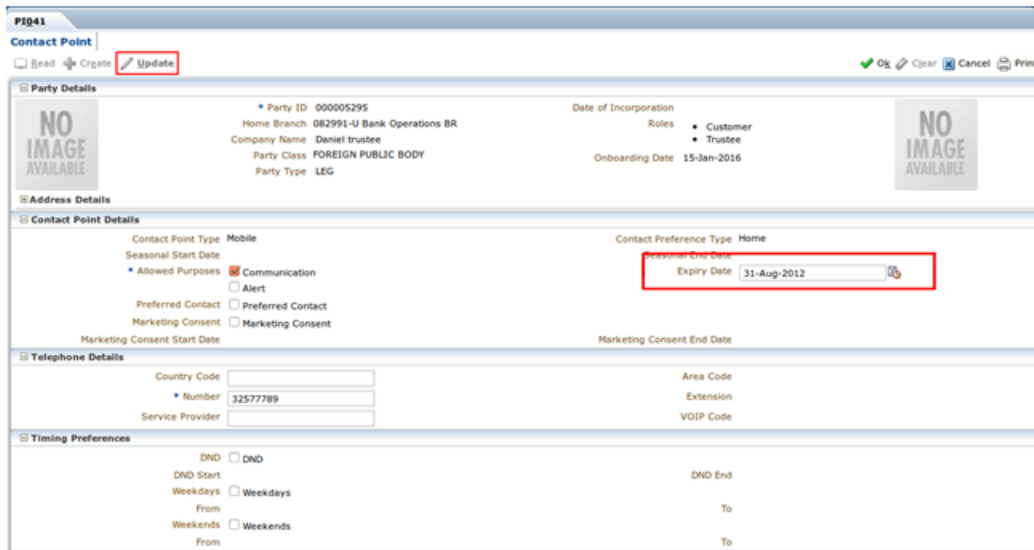 PI041
Contact Point
Read Create Update Ok Clear Cancel Print
Party Details
NO IMAGE AVAILABLE
* Party ID 000005295 Date of Incorporation
Home Branch 082991-U Bank Operations BR Roles • Customer
Company Name Daniel trustee • Trustee
Party Class FOREIGN PUBLIC BODY Onboarding Date 15-Jan-2016
Party Type LEG
NO IMAGE AVAILABLE
Address Details
Contact Point Details
Contact Point Type Mobile Contact Preference Type Home
Seasonal Start Date Seasonal End Date
* Allowed Purposes Communication Expiry Date 31-Aug-2012
Alert
Preferred Contact Preferred Contact
Marketing Consent Marketing Consent
Marketing Consent Start Date Marketing Consent End Date
Telephone Details
Country Code Area Code
* Number 32577789 Extension
Service Provider VOIP Code
Timing Preferences
DND DND
DND Start DND End
Weekdays Weekdays
From To
Weekends Weekends
From To